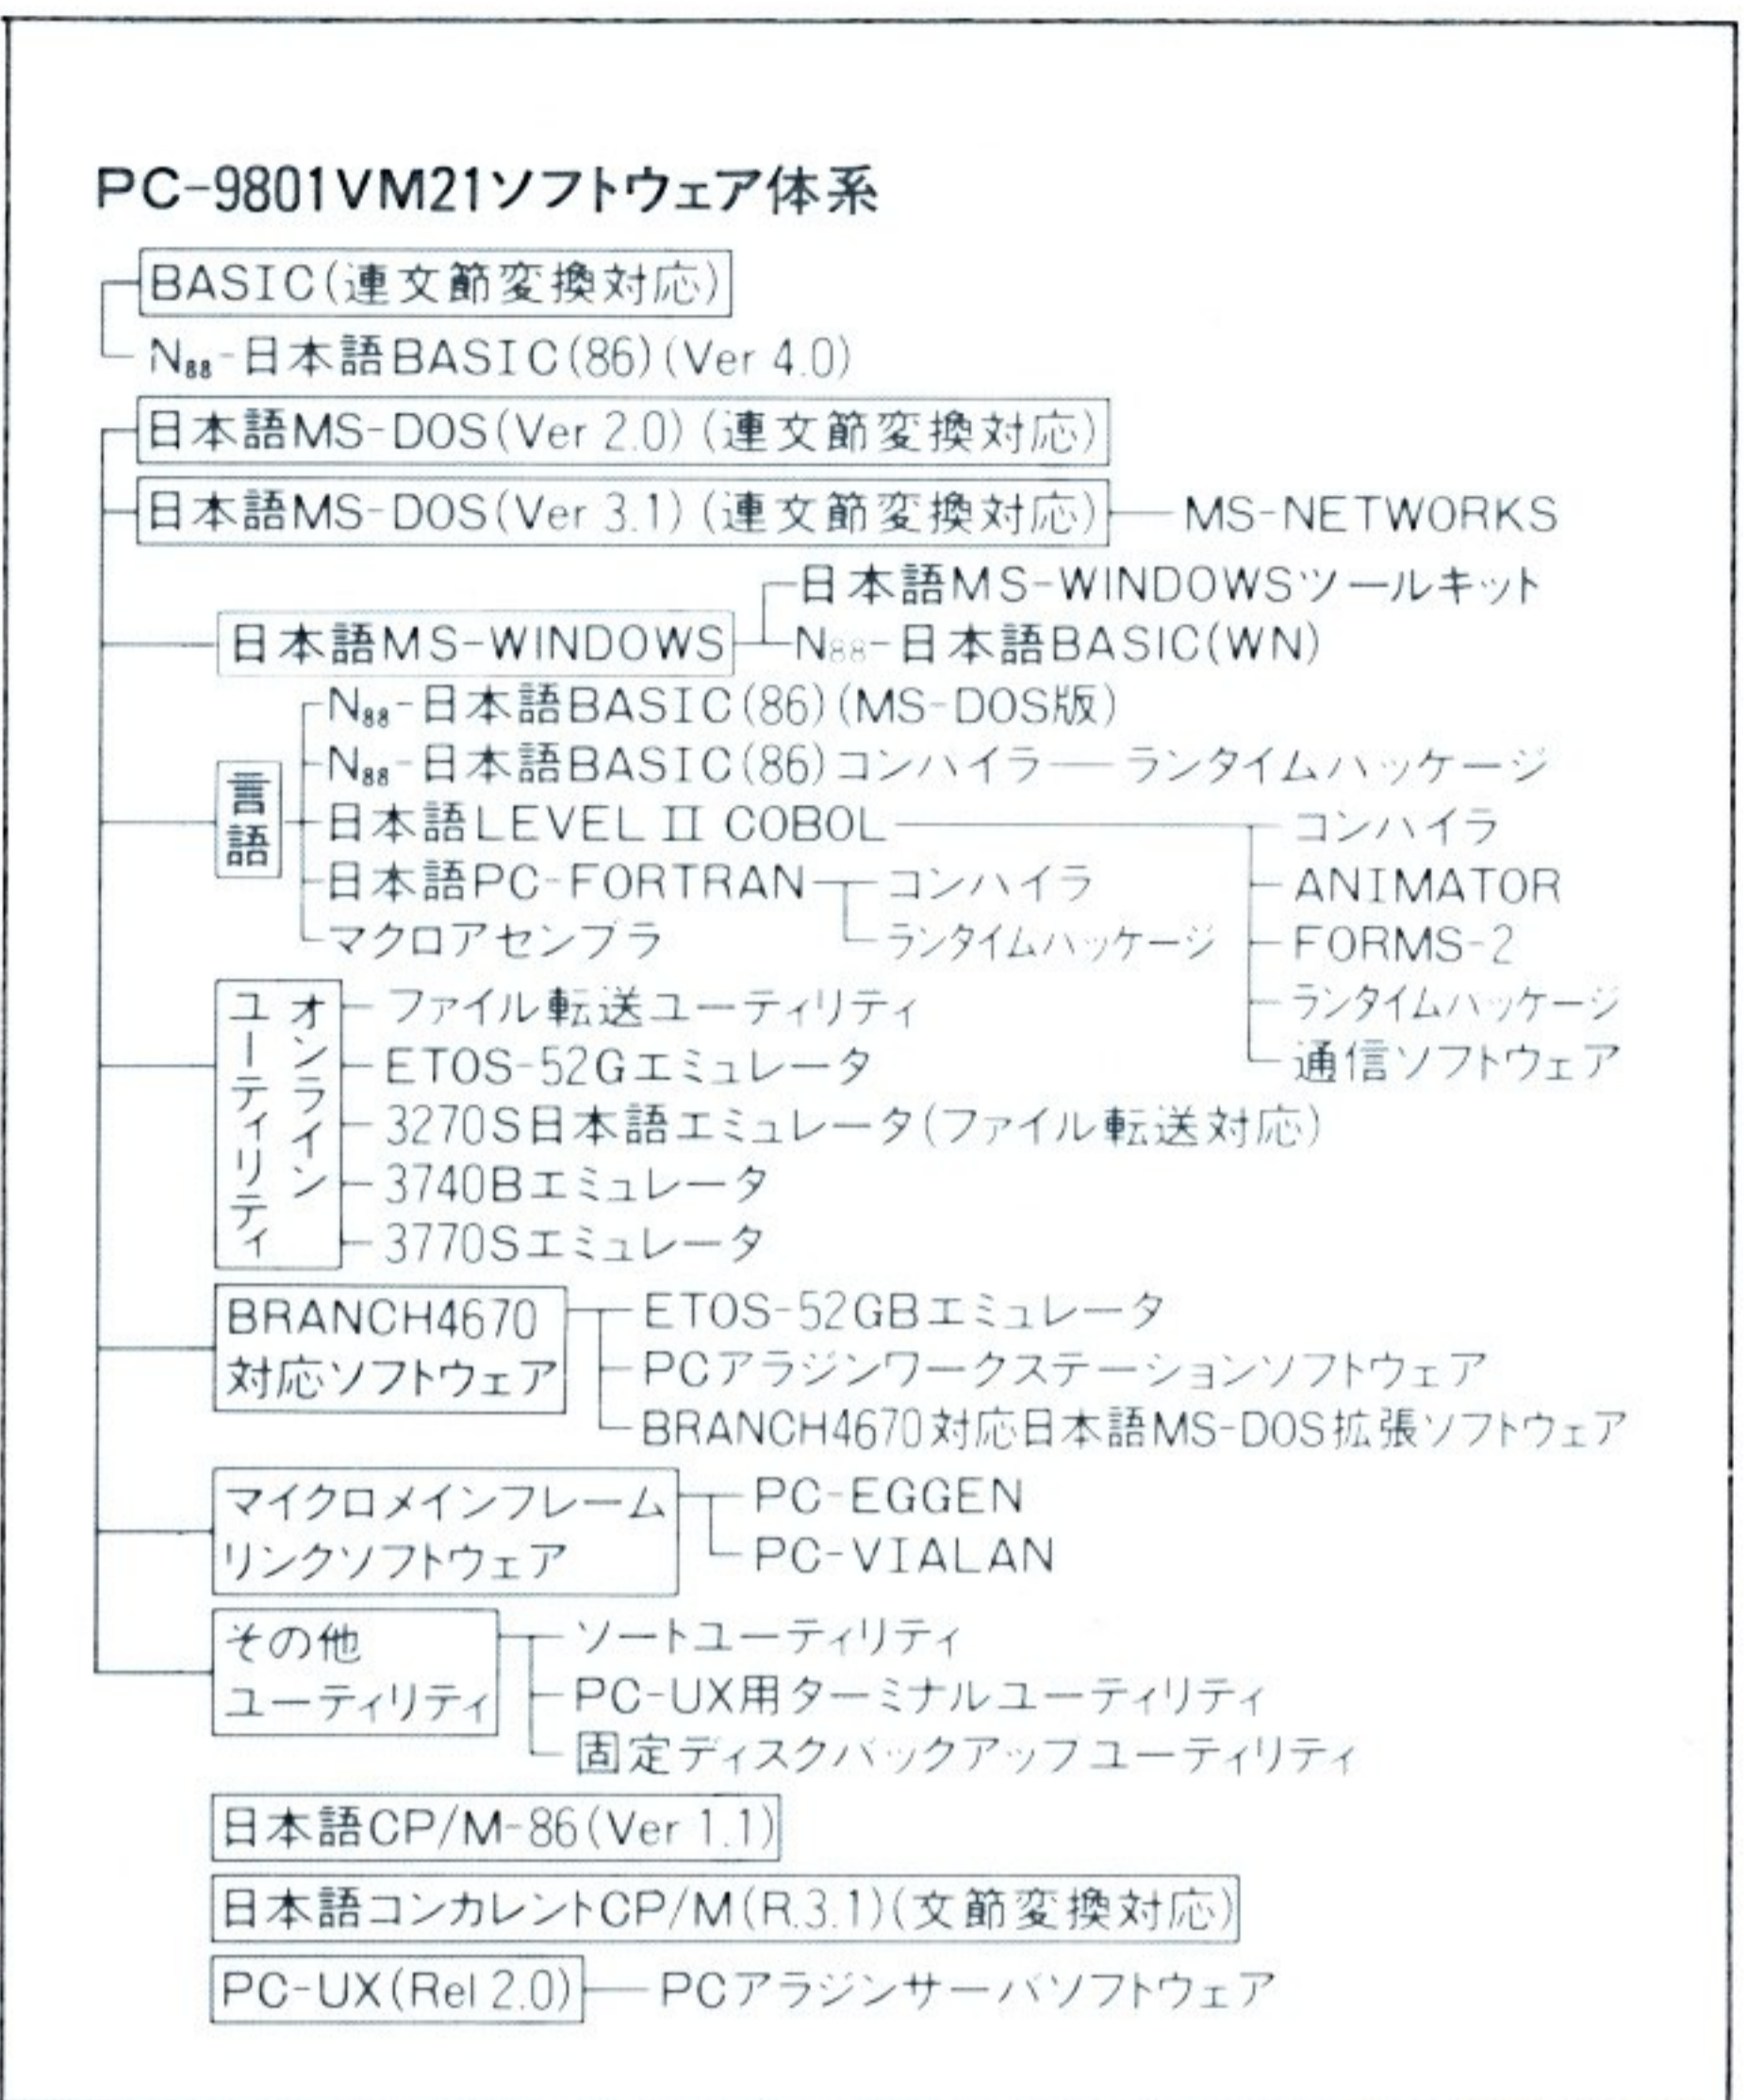 PC-9801VM21ソフトウェア体系
BASIC(連文節変換対応)
N₈₈-日本語BASIC(86)(Ver 4.0)
日本語MS-DOS(Ver 2.0)(連文節変換対応)
日本語MS-DOS(Ver 3.1)(連文節変換対応) MS-NETWORKS
日本語MS-WINDOWSツールキット
日本語MS-WINDOWS N₈₈-日本語BASIC(WN)
N₈₈-日本語BASIC(86)(MS-DOS版)
N₈₈-日本語BASIC(86)コンパイラ ランタイムパッケージ
言語
日本語LEVEL II COBOL コンパイラ
日本語PC-FORTRAN コンパイラ ANIMATOR
マクロアセンブラ ランタイムパッケージ FORMS-2
ランタイムパッケージ
通信ソフトウェア
オンライン
ユーティリティ
ファイル転送ユーティリティ
ETOS-52Gエミュレータ
3270S日本語エミュレータ(ファイル転送対応)
3740Bエミュレータ
3770Sエミュレータ
BRANCH4670
対応ソフトウェア
ETOS-52GBエミュレータ
PCアラジンワークステーションソフトウェア
BRANCH4670対応日本語MS-DOS拡張ソフトウェア
マイクロメインフレーム
リンクソフトウェア
PC-EGGEN
PC-VIALAN
その他
ユーティリティ
ソートユーティリティ
PC-UX用ターミナルユーティリティ
固定ディスクバックアップユーティリティ
日本語CP/M-86(Ver 1.1)
日本語コンカレントCP/M(R.3.1)(文節変換対応)
PC-UX(Rel 2.0) PCアラジンサーバソフトウェア